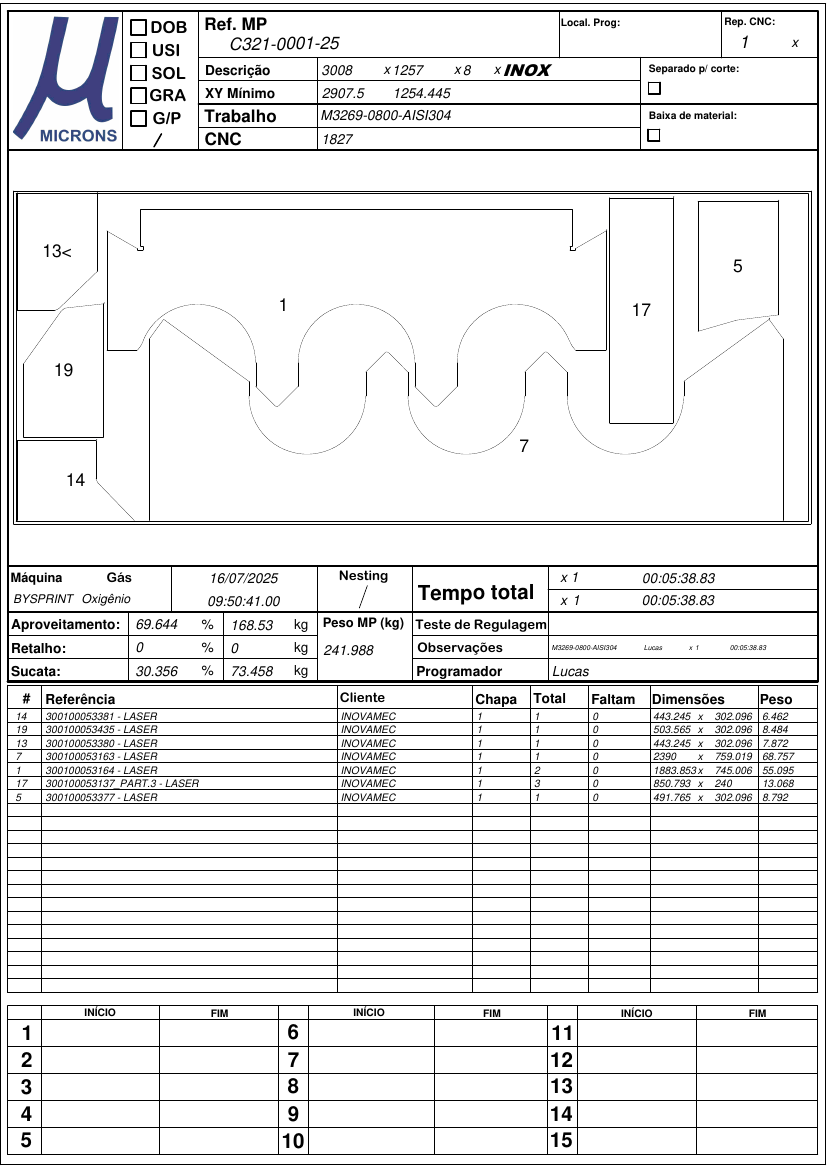 μ
MICRONS
DOB
USI
SOL
GRA
G/P
/
Ref. MP
C321-0001-25
Local. Prog:
Rep. CNC:
1 x
Descrição 3008 x 1257 x 8 x INOX
Separado p/ corte:
XY Mínimo 2907.5 1254.445
Trabalho M3269-0800-AISI304
Baixa de material:
CNC 1827
13<
1
5
17
19
7
14
Máquina Gás
BYSPRINT Oxigênio
16/07/2025
09:50:41.00
Nesting
/
Tempo total
x 1 00:05:38.83
x 1 00:05:38.83
Aproveitamento: 69.644 % 168.53 kg
Peso MP (kg)
241.988
Teste de Regulagem
Retalho: 0 % 0 kg
Observações M3269-0800-AISI304 Lucas x 1 00:05:38.83
Sucata: 30.356 % 73.458 kg
Programador Lucas
# Referência Cliente Chapa Total Faltam Dimensões Peso
14 300100053381 - LASER INOVAMEC 1 1 0 443.245 x 302.096 6.462
19 300100053435 - LASER INOVAMEC 1 1 0 503.565 x 302.096 8.484
13 300100053380 - LASER INOVAMEC 1 1 0 443.245 x 302.096 7.872
7 300100053163 - LASER INOVAMEC 1 1 0 2390 x 759.019 68.757
1 300100053164 - LASER INOVAMEC 1 2 0 1883.853 x 745.006 55.095
17 300100053137_PART.3 - LASER INOVAMEC 1 3 0 850.793 x 240 13.068
5 300100053377 - LASER INOVAMEC 1 1 0 491.765 x 302.096 8.792
INÍCIO FIM INÍCIO FIM INÍCIO FIM
1 6 11
2 7 12
3 8 13
4 9 14
5 10 15